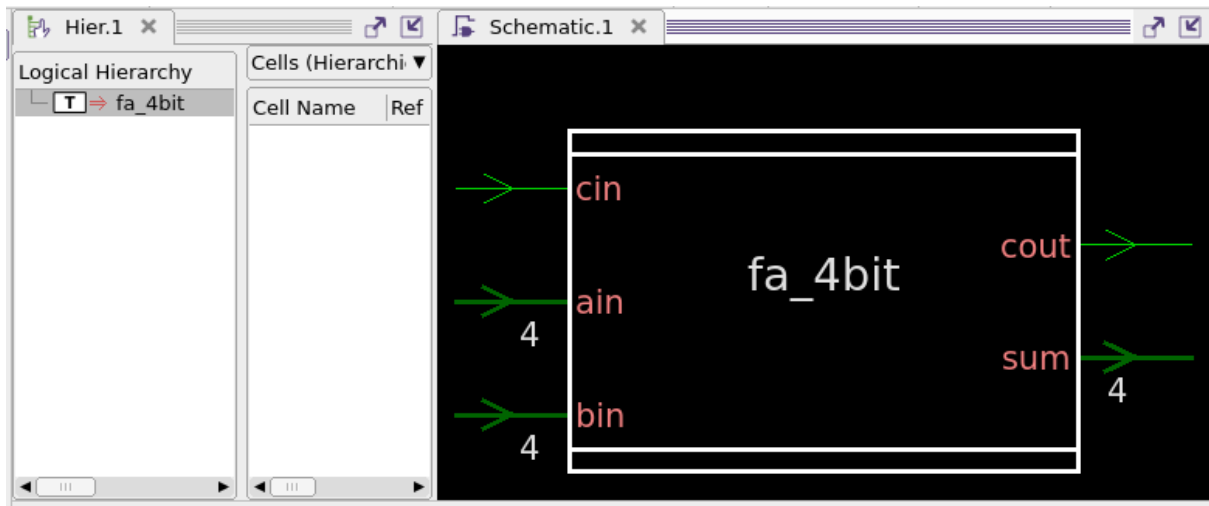 Hier.1
Schematic.1
Logical Hierarchy
T fa_4bit
Cells (Hierarchi
Cell Name Ref
cin
ain
4
bin
4
fa_4bit
cout
sum
4